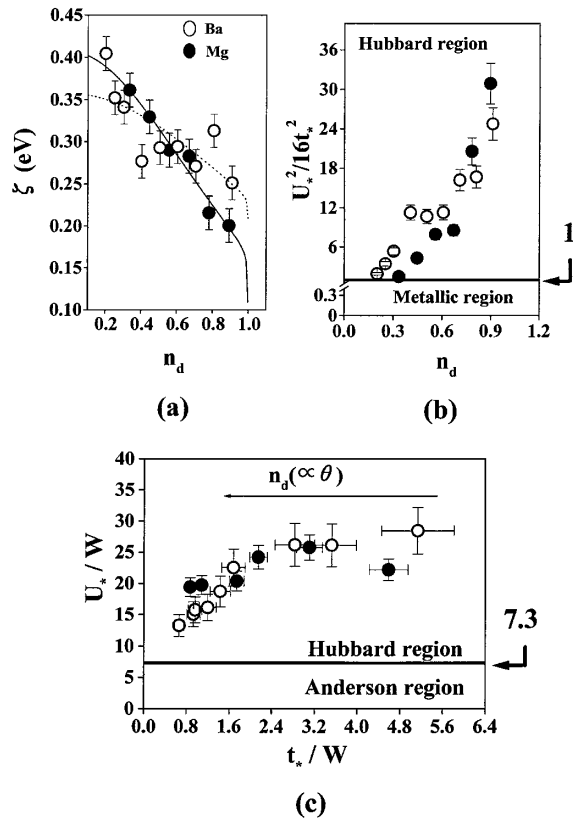 Ba
Mg
0.45
0.40
0.35
0.30
0.25
0.20
0.15
0.10
ζ (eV)
0.2 0.4 0.6 0.8 1.0
n_d
(a)
36
30
24
18
12
6
0.3
0
U_*^2/16t_*^2
Hubbard region
Metallic region
1
0.0 0.3 0.6 0.9 1.2
n_d
(b)
40
35
30
25
20
15
10
5
0
U_* / W
n_d(∝ θ)
7.3
Hubbard region
Anderson region
0.0 0.8 1.6 2.4 3.2 4.0 4.8 5.6 6.4
t_* / W
(c)